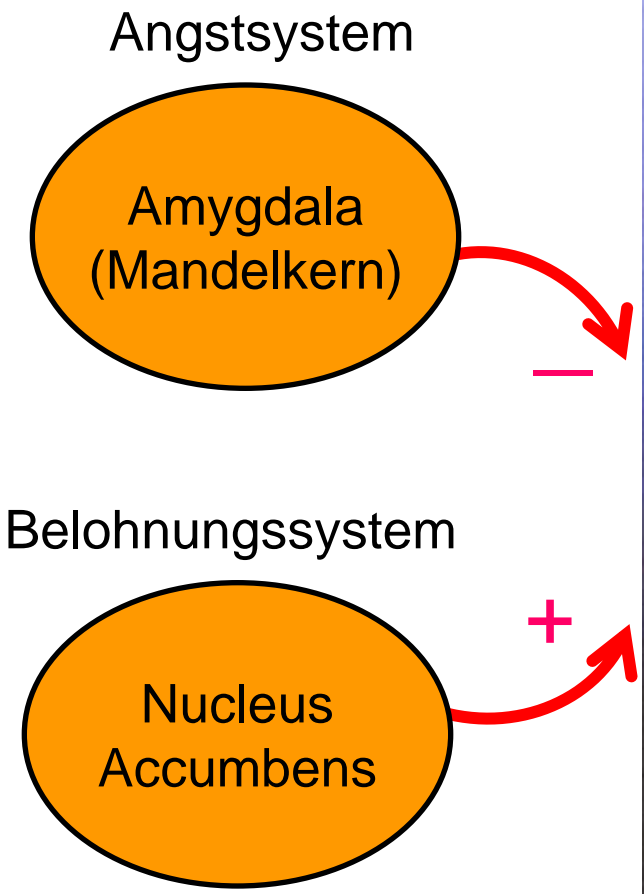 Angstsystem
Amygdala
(Mandelkern)
—
Belohnungssystem
+
Nucleus
Accumbens